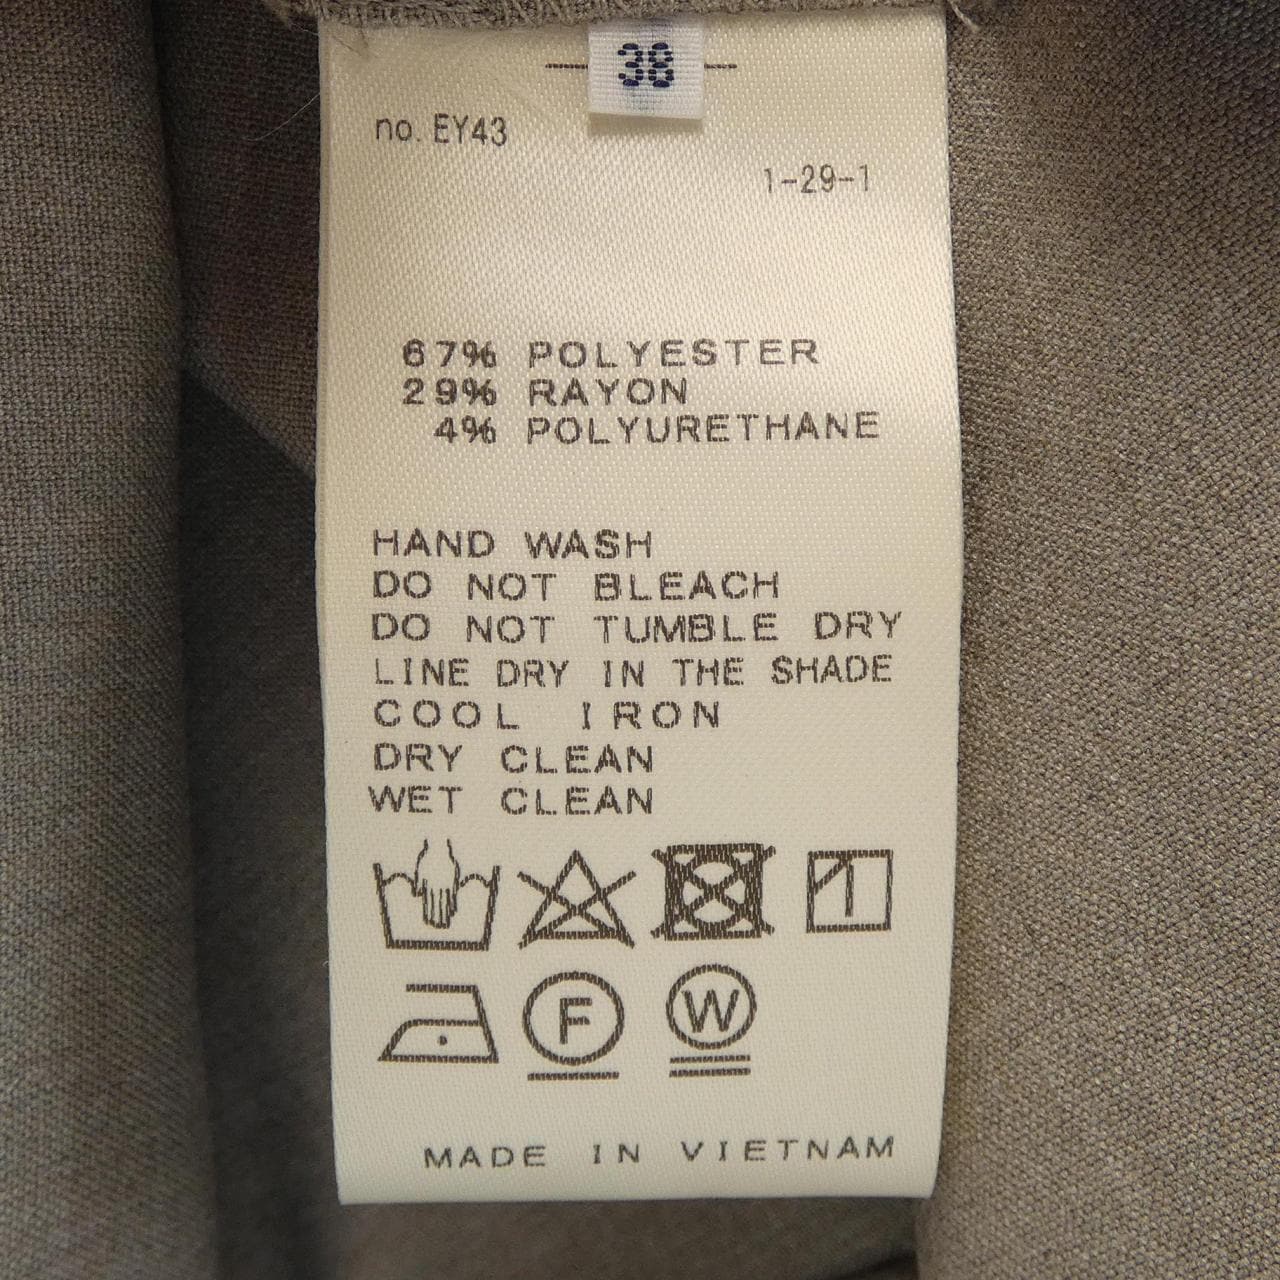 38
no. EY43
1-29-1
67% POLYESTER
29% RAYON
4% POLYURETHANE
HAND WASH
DO NOT BLEACH
DO NOT TUMBLE DRY
LINE DRY IN THE SHADE
COOL IRON
DRY CLEAN
WET CLEAN
F W
MADE IN VIETNAM